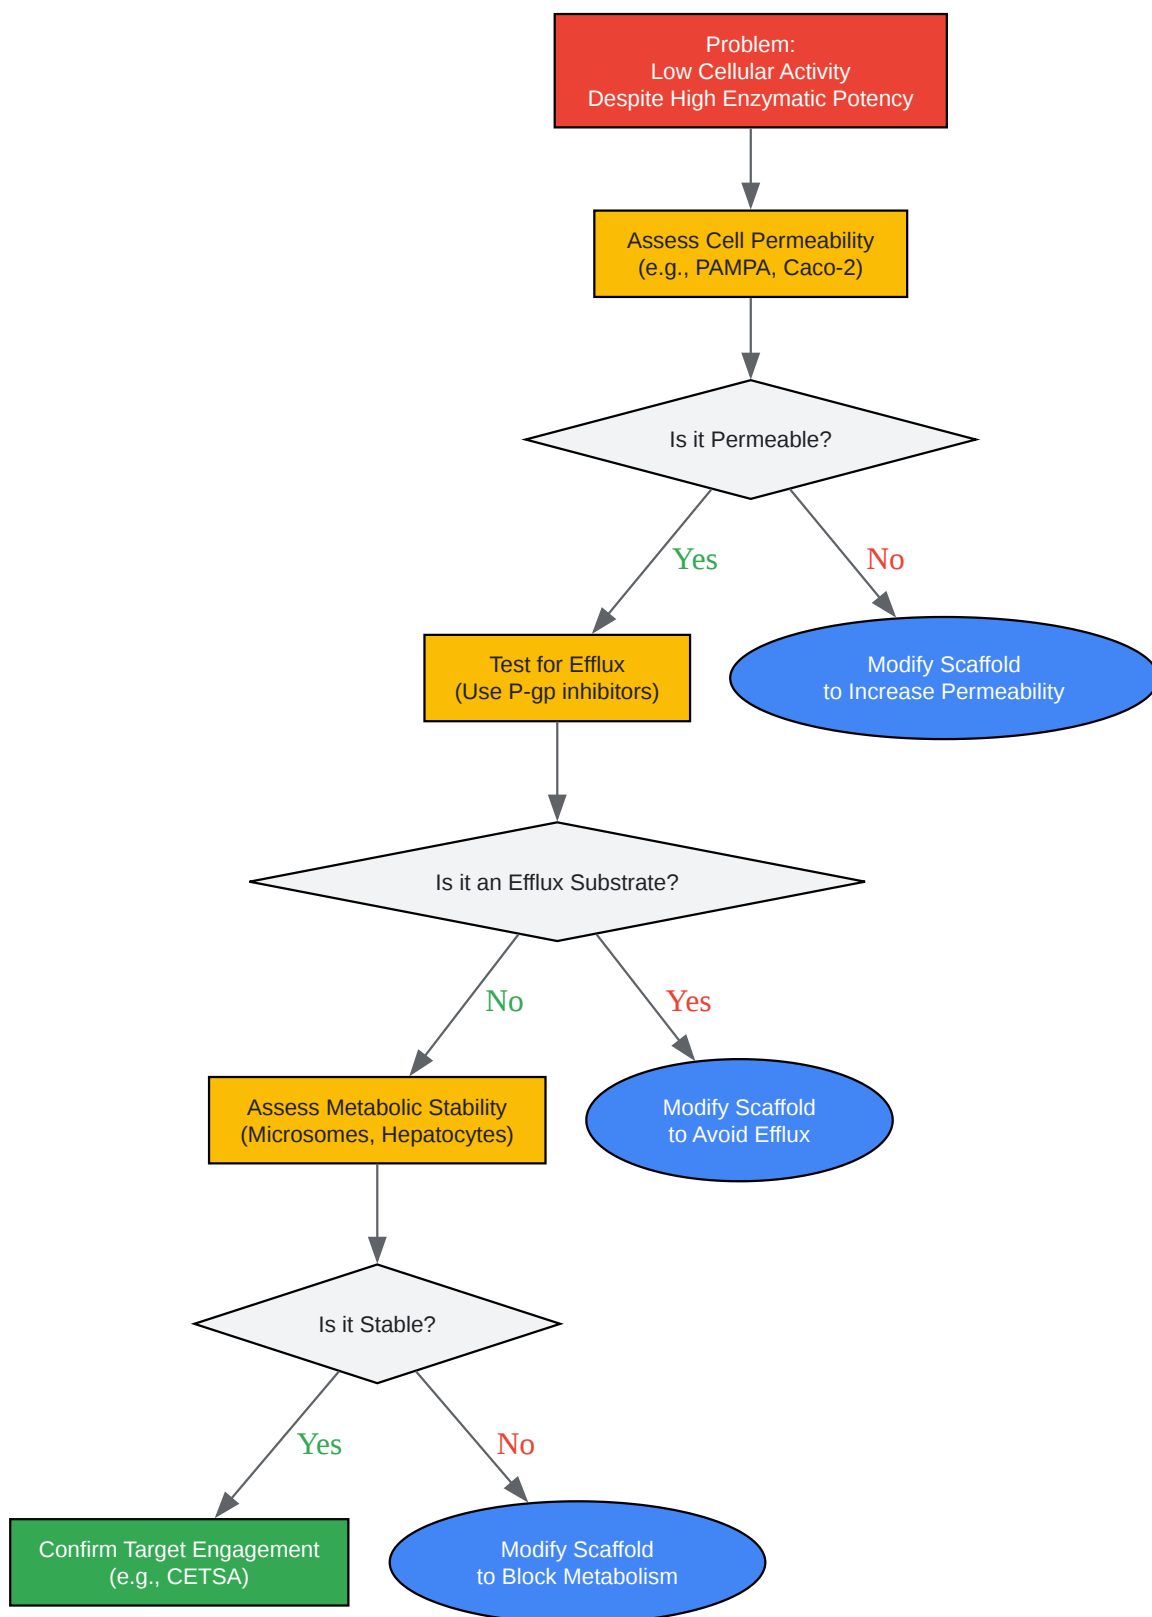 Problem:
Low Cellular Activity
Despite High Enzymatic Potency
Assess Cell Permeability
(e.g., PAMPA, Caco-2)
Is it Permeable?
Yes
No
Test for Efflux
(Use P-gp inhibitors)
Modify Scaffold
to Increase Permeability
Is it an Efflux Substrate?
No
Yes
Assess Metabolic Stability
(Microsomes, Hepatocytes)
Modify Scaffold
to Avoid Efflux
Is it Stable?
Yes
No
Confirm Target Engagement
(e.g., CETSA)
Modify Scaffold
to Block Metabolism